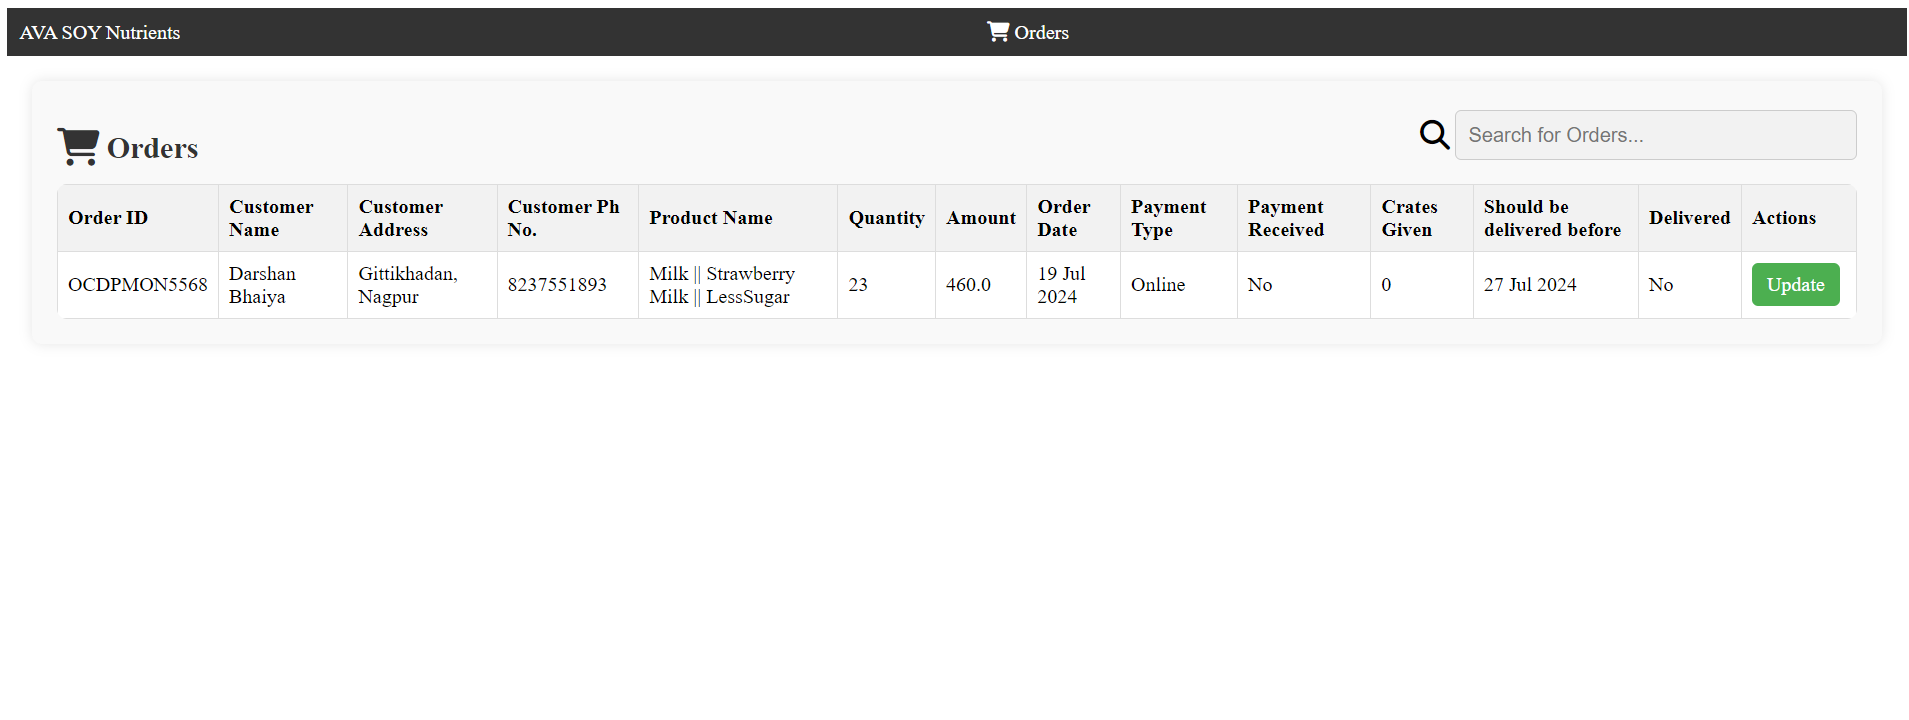 AVA SOY Nutrients
Orders
Orders
Search for Orders...
Order ID
Customer
Name
Customer
Address
Customer Ph
No.
Product Name
Quantity
Amount
Order
Date
Payment
Type
Payment
Received
Crates
Given
Should be
delivered before
Delivered
Actions
OCDPMON5568
Darshan
Bhaiya
Gittikhadan,
Nagpur
8237551893
Milk || Strawberry
Milk || LessSugar
23
460.0
19 Jul
2024
Online
No
0
27 Jul 2024
No
Update